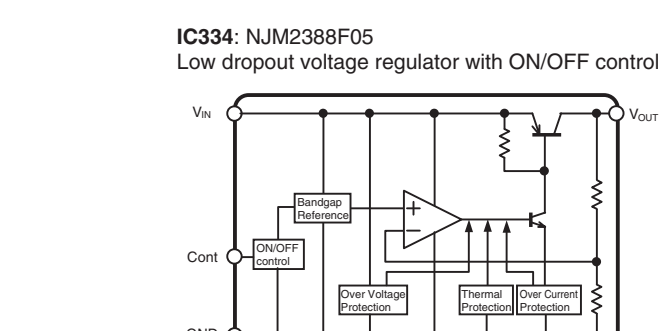 IC334: NJM2388F05
Low dropout voltage regulator with ON/OFF control
VIN
VOUT
Bandgap
Reference
+
−
Cont
ON/OFF
control
Over Voltage
Protection
Thermal
Protection
Over Current
Protection
GND